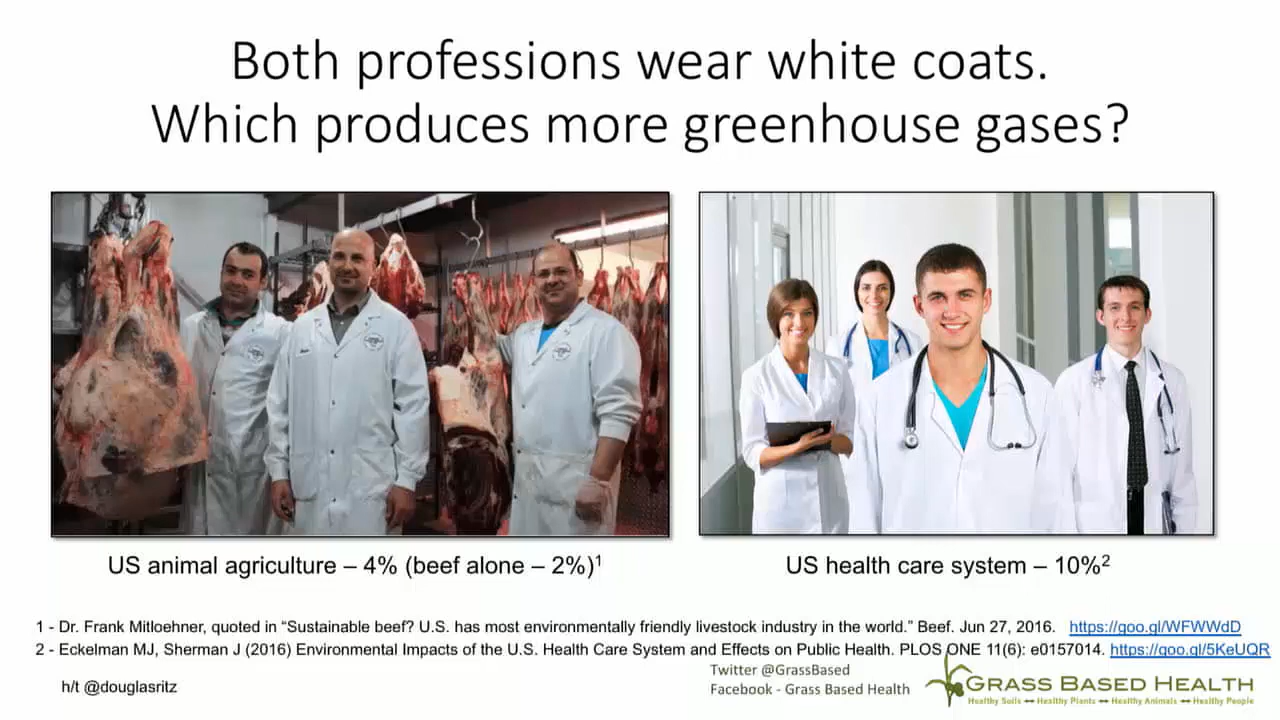 Both professions wear white coats.
Which produces more greenhouse gases?
US animal agriculture – 4% (beef alone – 2%)¹
US health care system – 10%²
1 - Dr. Frank Mitloehner, quoted in “Sustainable beef? U.S. has most environmentally friendly livestock industry in the world.” Beef. Jun 27, 2016. https://goo.gl/WFWWdD
2 - Eckelman MJ, Sherman J (2016) Environmental Impacts of the U.S. Health Care System and Effects on Public Health. PLOS ONE 11(6): e0157014. https://goo.gl/5KeUQR
h/t @douglasritz
Twitter @GrassBased
Facebook - Grass Based Health
GRASS BASED HEALTH
Healthy Soils ↔ Healthy Plants ↔ Healthy Animals ↔ Healthy People